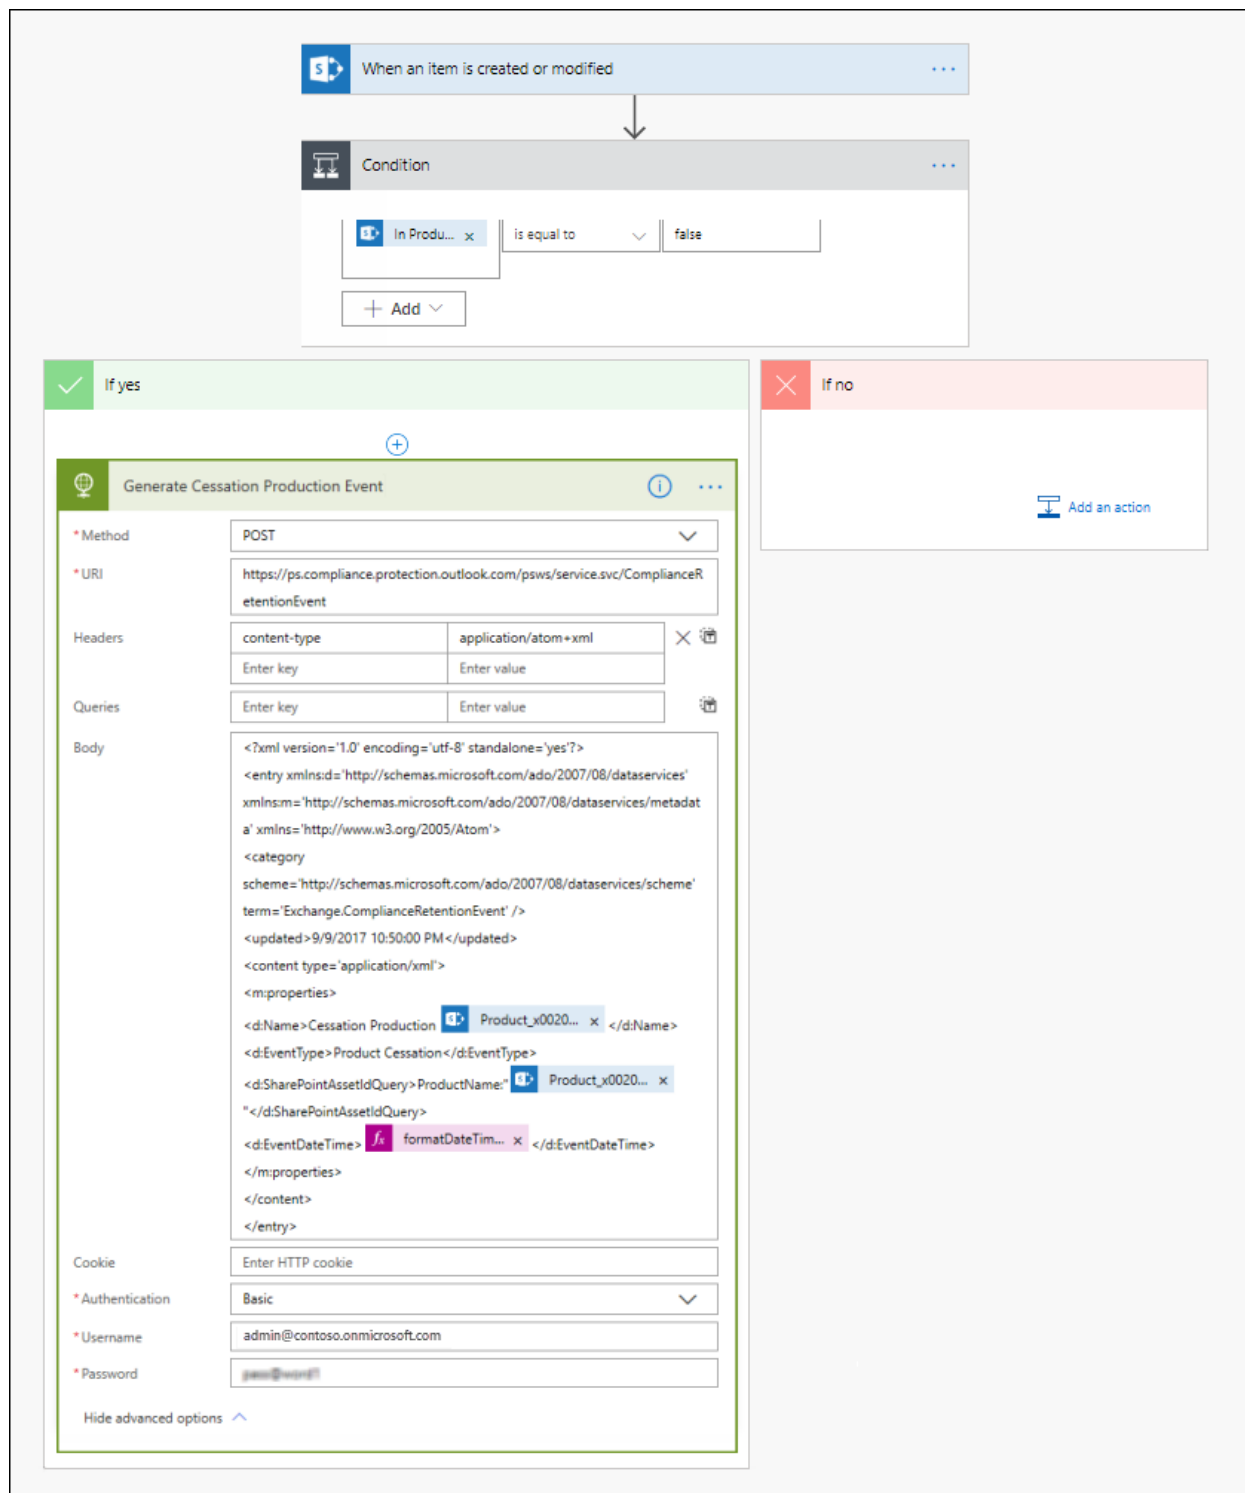 When an item is created or modified
Condition
In Produ... x is equal to false
+ Add
If yes
If no
Generate Cessation Production Event
Add an action
* Method POST
* URI https://ps.compliance.protection.outlook.com/psws/service.svc/ComplianceR
etentionEvent
Headers content-type application/atom+xml
Enter key Enter value
Queries Enter key Enter value
Body <?xml version='1.0' encoding='utf-8' standalone='yes'?>
<entry xmlns:d='http://schemas.microsoft.com/ado/2007/08/dataservices'
xmlns:m='http://schemas.microsoft.com/ado/2007/08/dataservices/metadat
a' xmlns='http://www.w3.org/2005/Atom'>
<category
scheme='http://schemas.microsoft.com/ado/2007/08/dataservices/scheme'
term='Exchange.ComplianceRetentionEvent' />
<updated>9/9/2017 10:50:00 PM</updated>
<content type='application/xml'>
<m:properties>
<d:Name>Cessation Production Product_x0020... x </d:Name>
<d:EventType>Product Cessation</d:EventType>
<d:SharePointAssetIdQuery>ProductName:" Product_x0020... x
"</d:SharePointAssetIdQuery>
<d:EventDateTime> fx formatDateTim... x </d:EventDateTime>
</m:properties>
</content>
</entry>
Cookie Enter HTTP cookie
* Authentication Basic
* Username admin@contoso.onmicrosoft.com
* Password
Hide advanced options